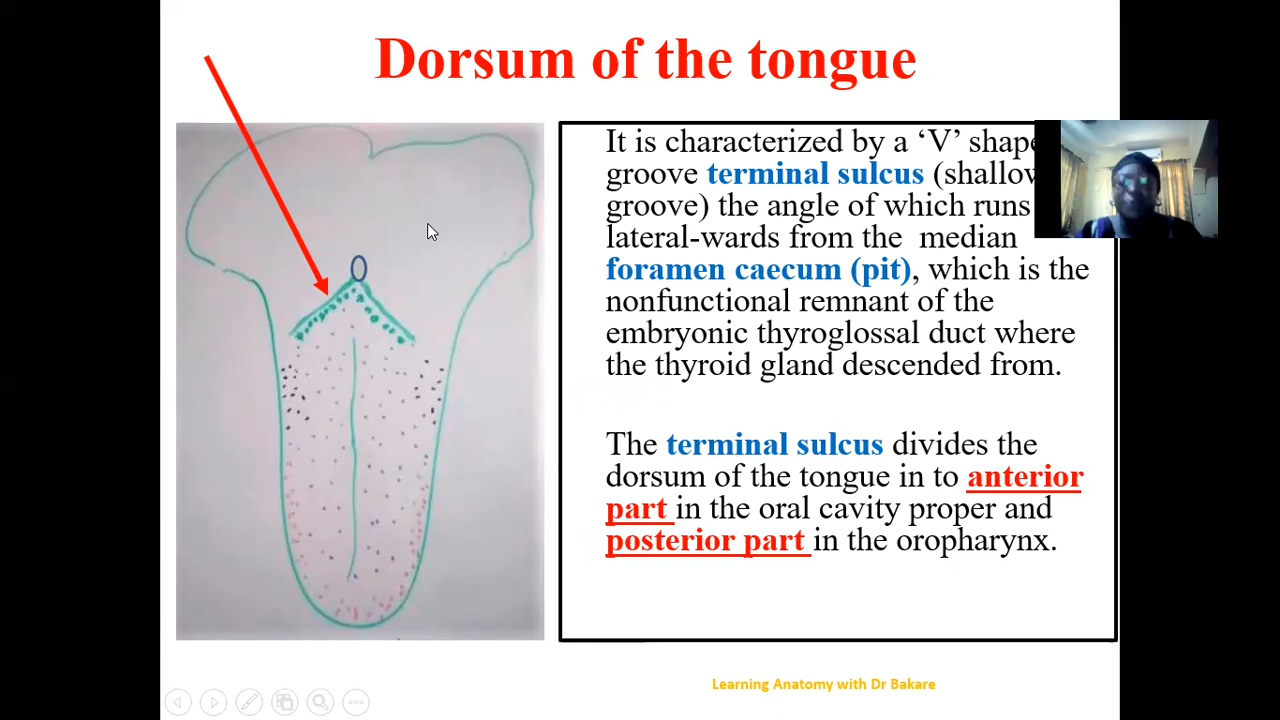 Dorsum of the tongue
It is characterized by a ‘V’ shape
groove terminal sulcus (shallow
groove) the angle of which runs
lateral-wards from the median
foramen caecum (pit), which is the
nonfunctional remnant of the
embryonic thyroglossal duct where
the thyroid gland descended from.
The terminal sulcus divides the
dorsum of the tongue in to anterior
part in the oral cavity proper and
posterior part in the oropharynx.
Learning Anatomy with Dr Bakare